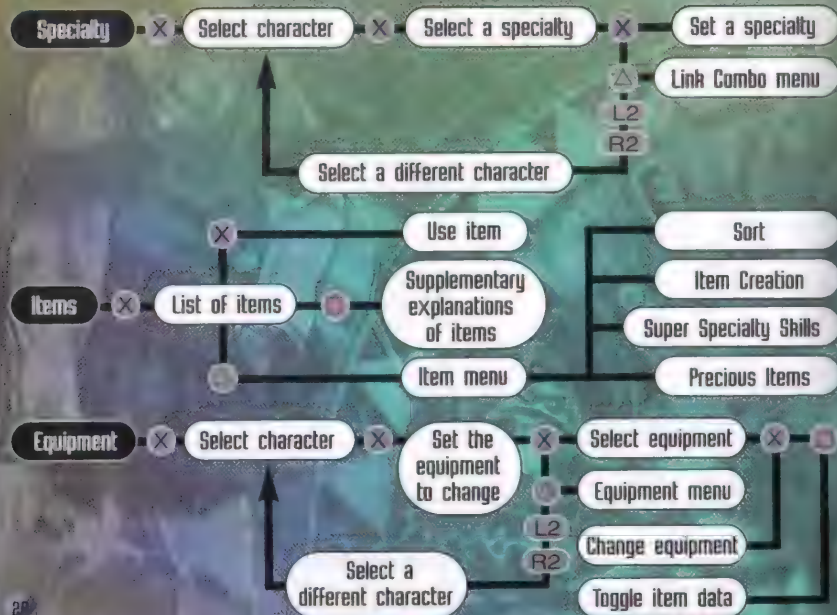 Specialty X Select character X Select a specialty X Set a specialty
△ Link Combo menu
L2
R2
Select a different character
X Use item
Sort
Items X List of items □ Supplementary
explanations
of items
Item Creation
Super Specialty Skills
△ Item menu
Precious Items
Equipment X Select character X Set the
equipment
to change
X Select equipment X □
△ Equipment menu
L2
R2
Change equipment
Select a
different character
Toggle item data